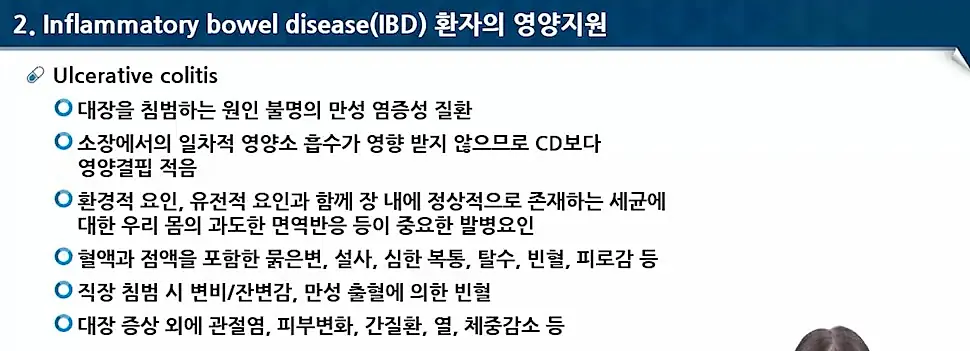 2. Inflammatory bowel disease(IBD) 환자의 영양지원
Ulcerative colitis
대장을 침범하는 원인 불명의 만성 염증성 질환
소장에서의 일차적 영양소 흡수가 영향 받지 않으므로 CD보다
영양결핍 적음
환경적 요인, 유전적 요인과 함께 장 내에 정상적으로 존재하는 세균에
대한 우리 몸의 과도한 면역반응 등이 중요한 발병요인
혈액과 점액을 포함한 묽은변, 설사, 심한 복통, 탈수, 빈혈, 피로감 등
직장 침범 시 변비/잔변감, 만성 출혈에 의한 빈혈
대장 증상 외에 관절염, 피부변화, 간질환, 열, 체중감소 등